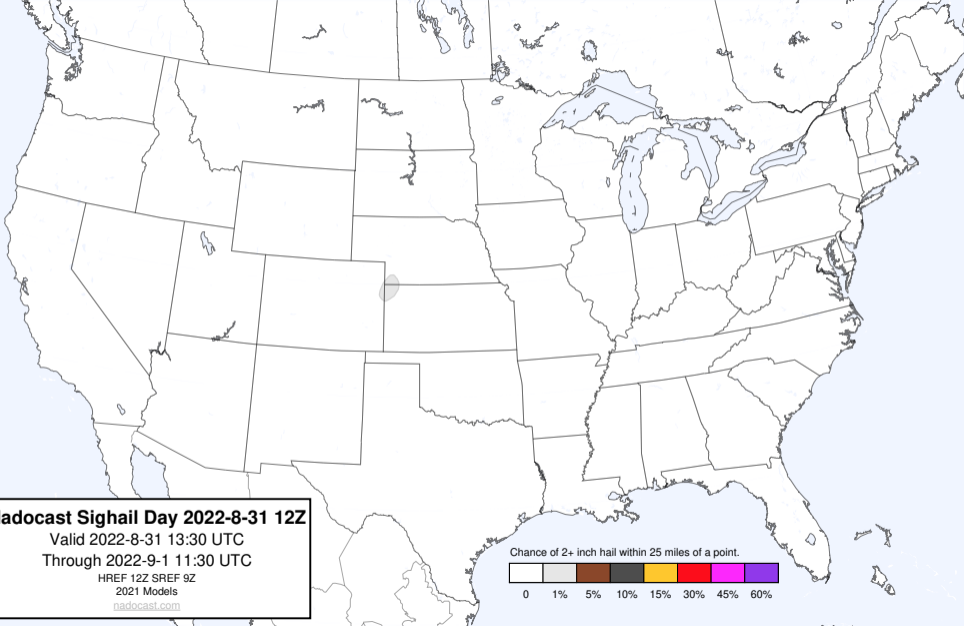 adocast Sighail Day 2022-8-31 12Z
Valid 2022-8-31 13:30 UTC
Through 2022-9-1 11:30 UTC
HREF 12Z SREF 9Z
2021 Models
nadocast.com
Chance of 2+ inch hail within 25 miles of a point.
0 1% 5% 10% 15% 30% 45% 60%